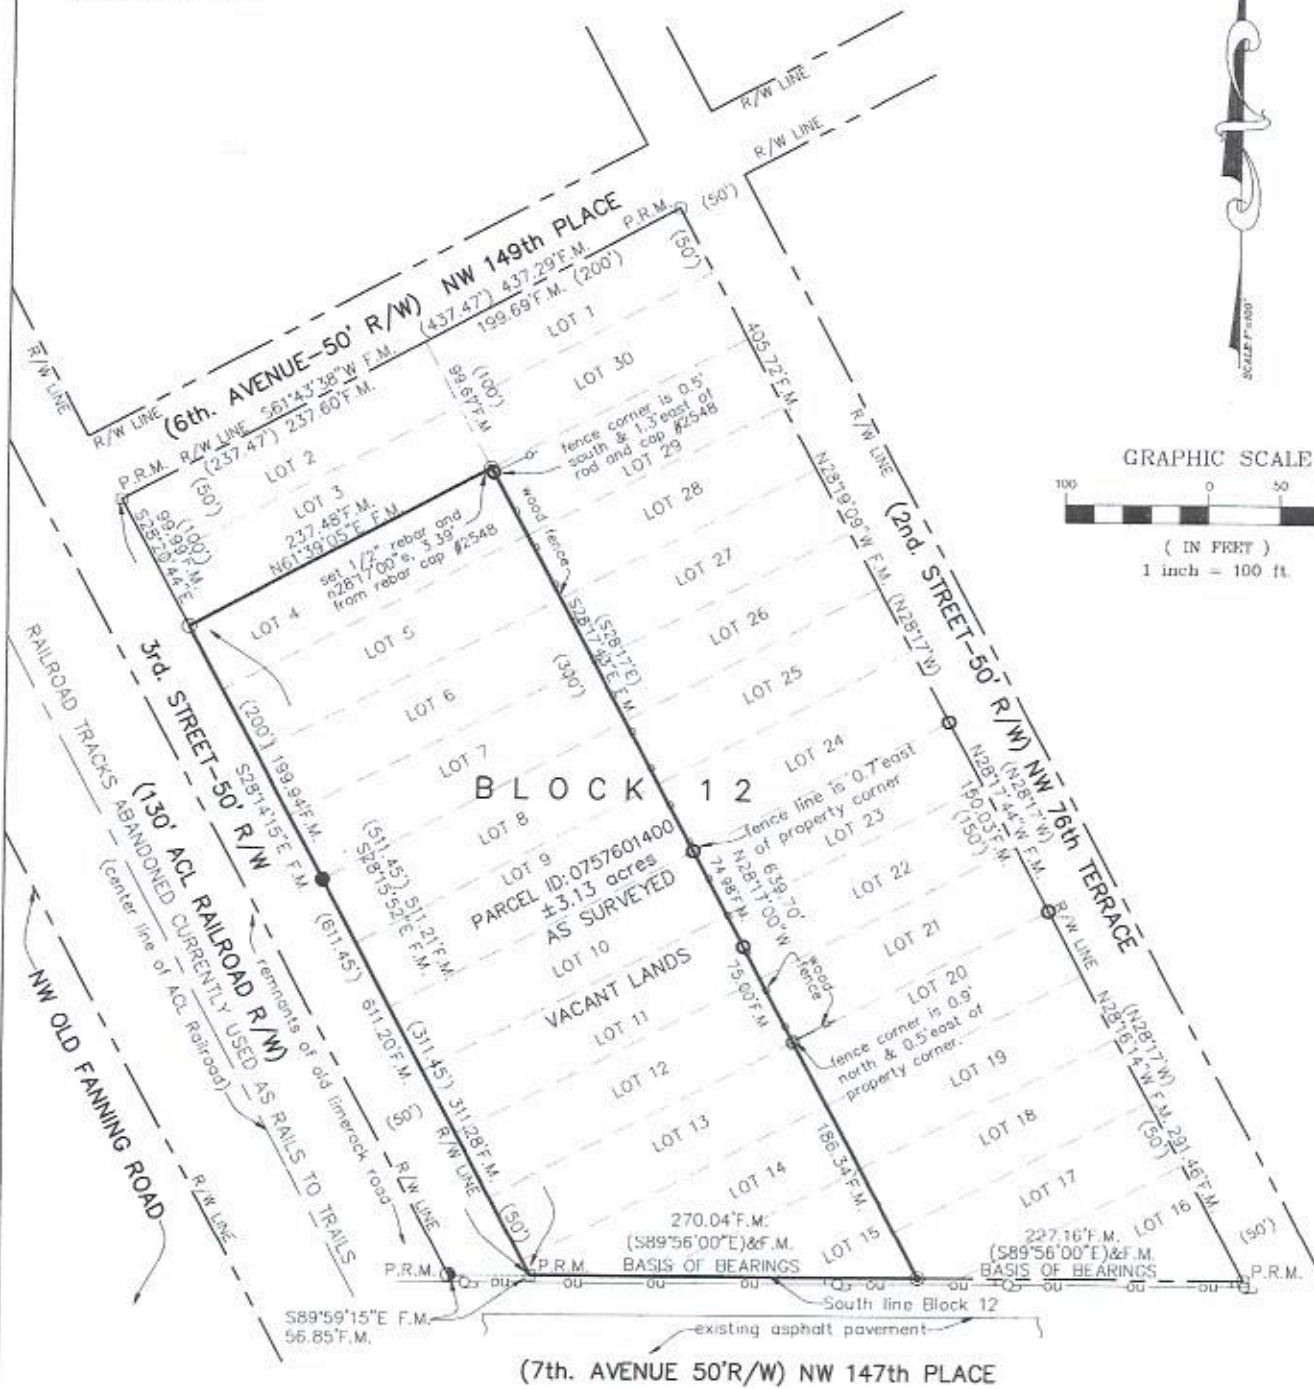 R/W LINE
R/W LINE
SCALE:1"=100'
GRAPHIC SCALE
100 0 50
( IN FEET )
1 inch = 100 ft.
(6th. AVENUE-50' R/W) NW 149th PLACE
P.R.M.
(50')
(50')
R/W LINE
R/W LINE
P.R.M. R/W LINE S61°43'38"W F.M. (437.47') 437.29'F.M.
(237.47') 237.60'F.M.
199.69'F.M. (200')
(100')
99.67'F.M.
LOT 1
LOT 30
LOT 29
LOT 28
LOT 27
LOT 26
LOT 25
LOT 24
LOT 23
LOT 22
LOT 21
LOT 20
LOT 19
LOT 18
LOT 17
LOT 16
LOT 2
LOT 3
(50')
(100')
99.99'F.M.
S28°20'44"E
237.48'F.M.
N61°39'05"E F.M.
set 1/2" rebar and
n28°17'00"e, 3.39'
from rebar cap #2548
fence corner is 0.5'
south & 1.3'east of
rod and cap #2548
wood fence
LOT 4
LOT 5
LOT 6
LOT 7
LOT 8
LOT 9
LOT 10
LOT 11
LOT 12
LOT 13
LOT 14
LOT 15
(S28°17'E)
S28°17'43"E F.M.
(300')
BLOCK 12
PARCEL ID:0757601400
±3.13 acres
AS SURVEYED
VACANT LANDS
fence line is 0.7'east
of property corner
639.70'
N28°17'00"W
74.98'F.M.
75.00'F.M.
wood
fence
fence corner is 0.9'
north & 0.5'east of
property corner.
186.34'F.M.
405.72'F.M.
N28°19'09"W F.M. (N28°17'W)
R/W LINE
(2nd. STREET-50' R/W) NW 76th TERRACE
(N28°17'W)
N28°17'44"W F.M.
150.03'F.M.
(150')
R/W LINE
(N28°17'W)
N28°16'14"W F.M. 291.46'F.M.
(50')
(50')
P.R.M.
3rd. STREET-50' R/W
(200') 199.94'F.M.
S28°14'15"E F.M.
(511.45') 511.21'F.M.
S28°15'52"E F.M.
(611.45') 611.20'F.M.
(311.45') 311.28'F.M.
R/W LINE
(50')
(50')
R/W LINE
RAILROAD TRACKS ABANDONED CURRENTLY USED AS RAILS TO TRAILS
(130' ACL RAILROAD R/W)
(center line of ACL Railroad)
remnants of old limerock road
NW OLD FANNING ROAD
R/W LINE
P.R.M.
P.R.M.
270.04'F.M.
(S89°56'00"E)&F.M.
BASIS OF BEARINGS
227.16'F.M.
(S89°56'00"E)&F.M.
BASIS OF BEARINGS
OU OU OU OU OU OU OU OU
S89°59'15"E F.M.
56.85'F.M.
South line Block 12
existing asphalt pavement
(7th. AVENUE 50'R/W) NW 147th PLACE